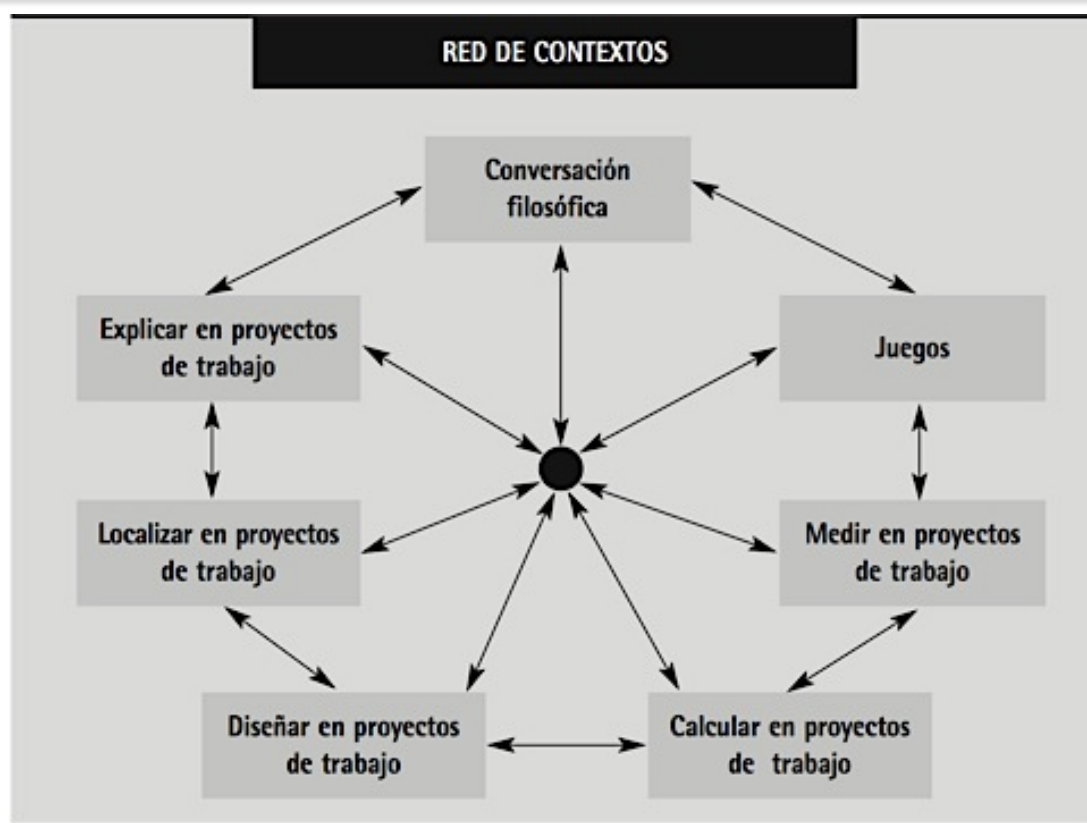 RED DE CONTEXTOS
Conversación
filosófica
Explicar en proyectos
de trabajo
Juegos
Localizar en proyectos
de trabajo
Medir en proyectos
de trabajo
Diseñar en proyectos
de trabajo
Calcular en proyectos
de trabajo